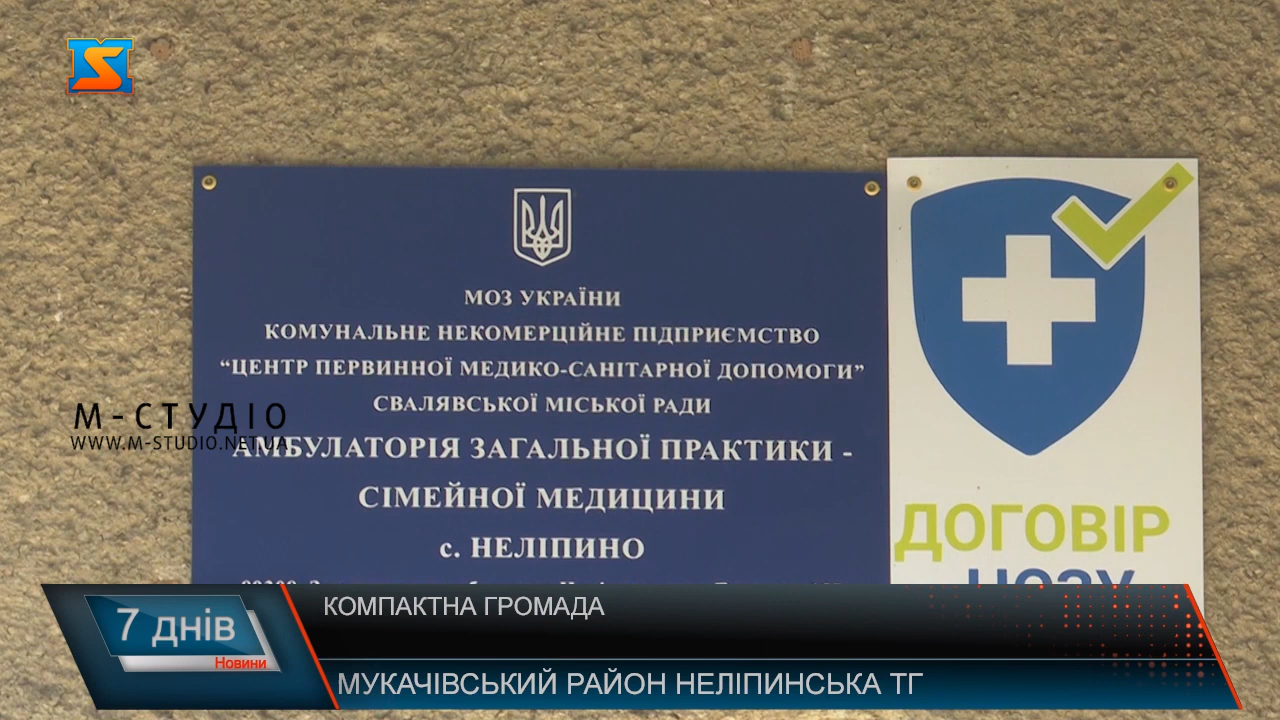 МОЗ УКРАЇНИ
КОМУНАЛЬНЕ НЕКОМЕРЦІЙНЕ ПІДПРИЄМСТВО
“ЦЕНТР ПЕРВИННОЇ МЕДИКО-САНІТАРНОЇ ДОПОМОГИ”
СВАЛЯВСЬКОЇ МІСЬКОЇ РАДИ
АМБУЛАТОРІЯ ЗАГАЛЬНОЇ ПРАКТИКИ -
СІМЕЙНОЇ МЕДИЦИНИ
с. НЕЛІПИНО
ДОГОВІР
М-СТУДІО
WWW.M-STUDIO.NET.UA
7 днів
Новини
КОМПАКТНА ГРОМАДА
МУКАЧІВСЬКИЙ РАЙОН НЕЛІПИНСЬКА ТГ